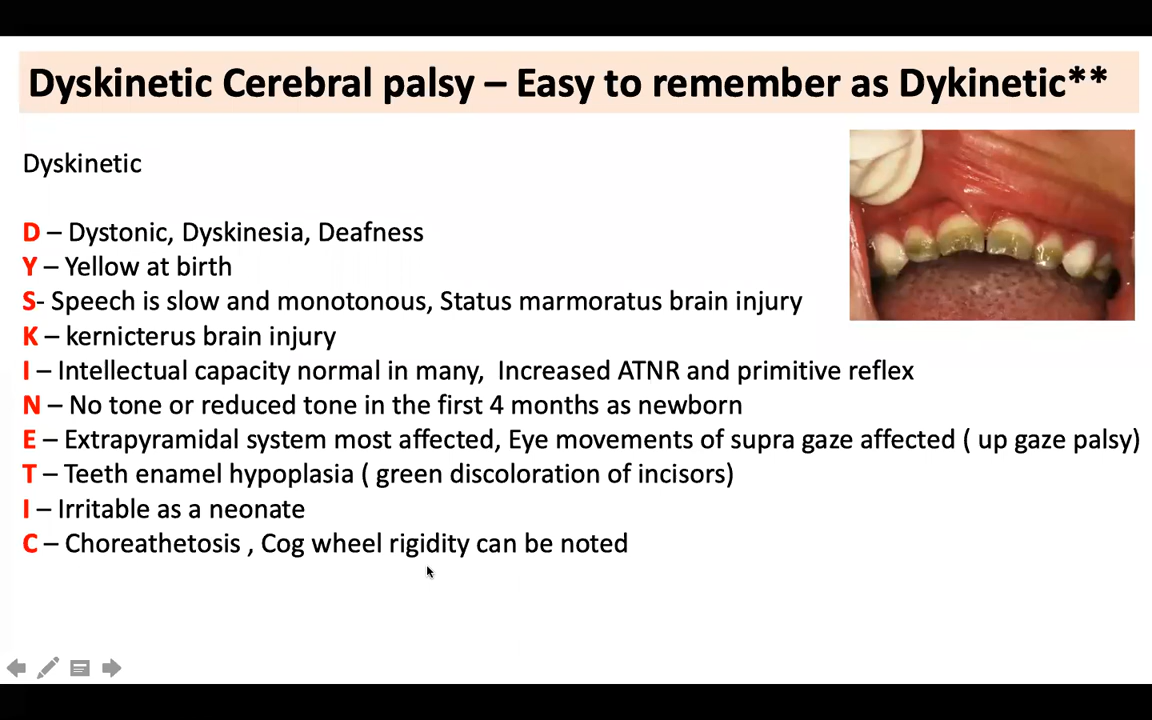 Dyskinetic Cerebral palsy – Easy to remember as Dykinetic**
Dyskinetic
D – Dystonic, Dyskinesia, Deafness
Y – Yellow at birth
S- Speech is slow and monotonous, Status marmoratus brain injury
K – kernicterus brain injury
I – Intellectual capacity normal in many, Increased ATNR and primitive reflex
N – No tone or reduced tone in the first 4 months as newborn
E – Extrapyramidal system most affected, Eye movements of supra gaze affected ( up gaze palsy)
T – Teeth enamel hypoplasia ( green discoloration of incisors)
I – Irritable as a neonate
C – Choreathetosis , Cog wheel rigidity can be noted